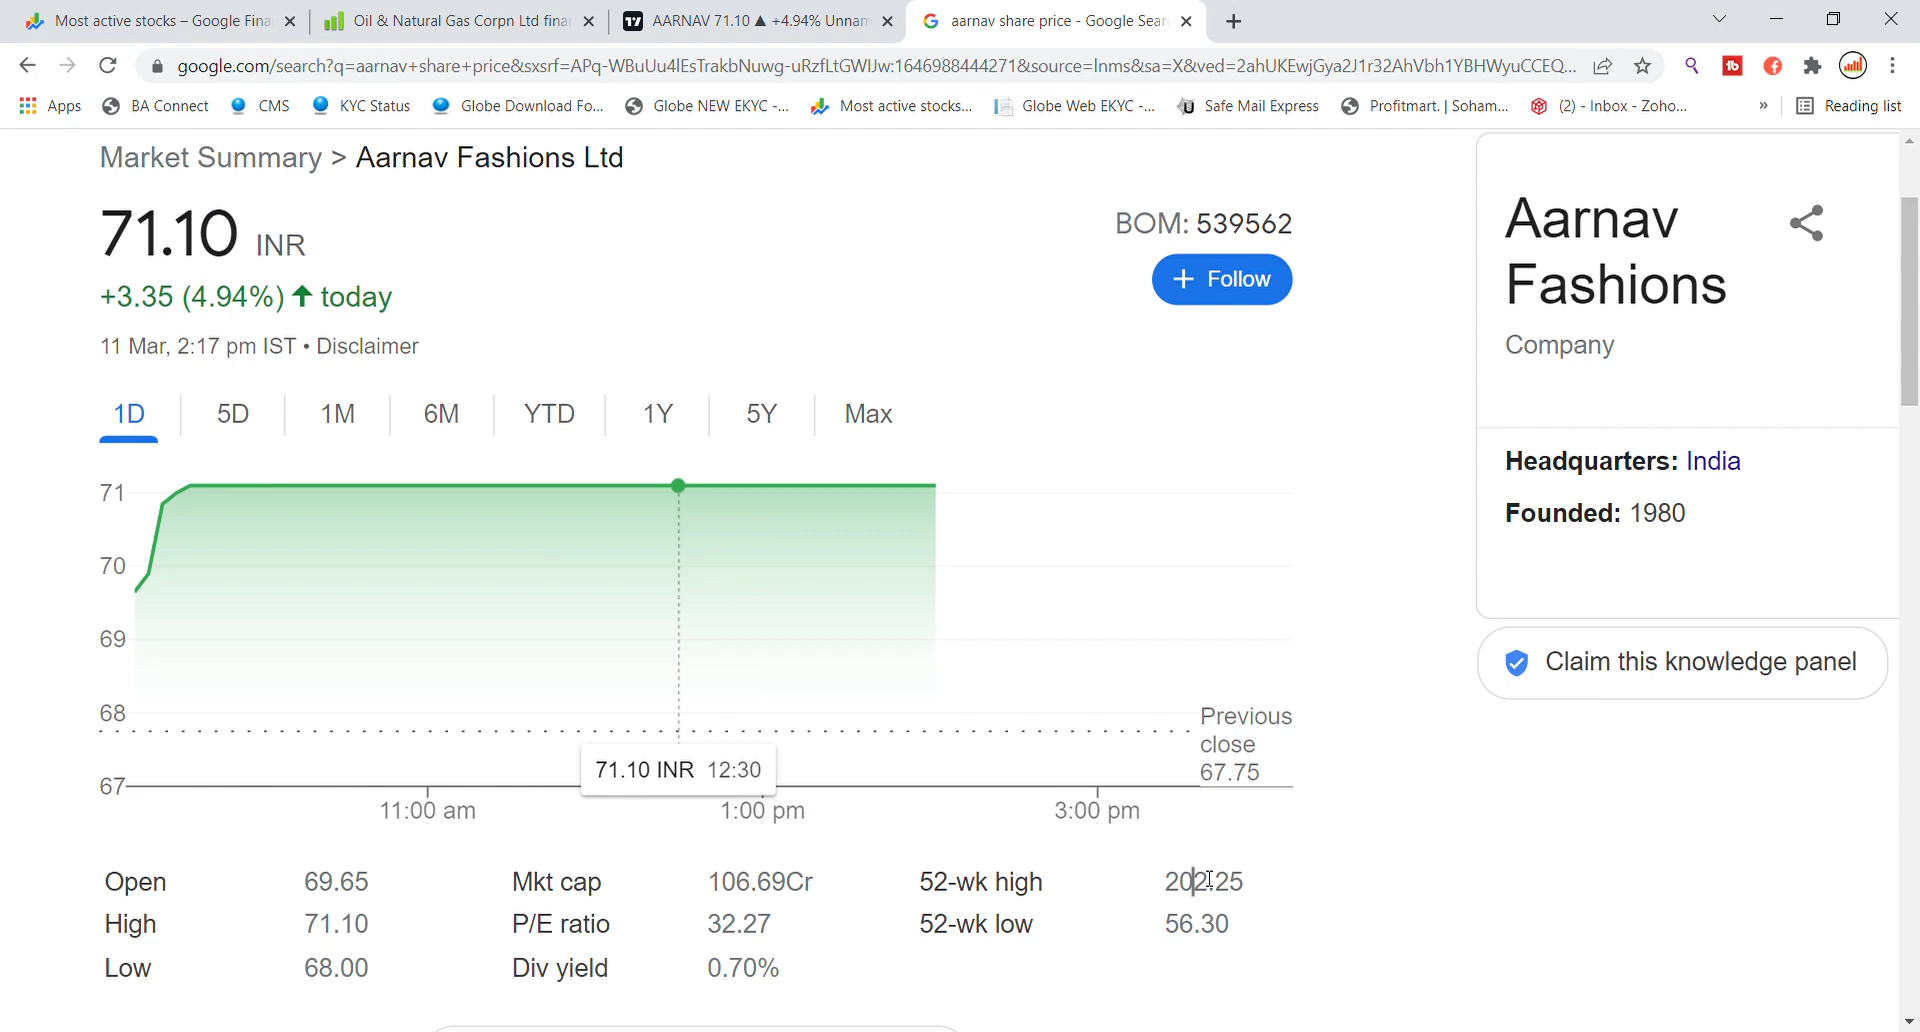 Most active stocks – Google Fina
Oil & Natural Gas Corpn Ltd finan
AARNAV 71.10 ▲ +4.94% Unnam
aarnav share price - Google Sear
google.com/search?q=aarnav+share+price&sxsrf=APq-WBuUu4lEsTrakbNuwg-uRzfLtGWIJw:1646988444271&source=lnms&sa=X&ved=2ahUKEwjGya2J1r32AhVbh1YBHWyuCCEQ...
Apps
BA Connect
CMS
KYC Status
Globe Download Fo...
Globe NEW EKYC -...
Most active stocks...
Globe Web EKYC -...
Safe Mail Express
Profitmart. | Soham...
(2) - Inbox - Zoho...
»
Reading list
Market Summary > Aarnav Fashions Ltd
71.10 INR
+3.35 (4.94%) ↑ today
11 Mar, 2:17 pm IST • Disclaimer
BOM: 539562
+ Follow
1D 5D 1M 6M YTD 1Y 5Y Max
71
70
69
68
67
Previous
close
67.75
71.10 INR 12:30
11:00 am 1:00 pm 3:00 pm
Open 69.65 Mkt cap 106.69Cr 52-wk high 202.25
High 71.10 P/E ratio 32.27 52-wk low 56.30
Low 68.00 Div yield 0.70%
Aarnav
Fashions
Company
Headquarters: India
Founded: 1980
Claim this knowledge panel